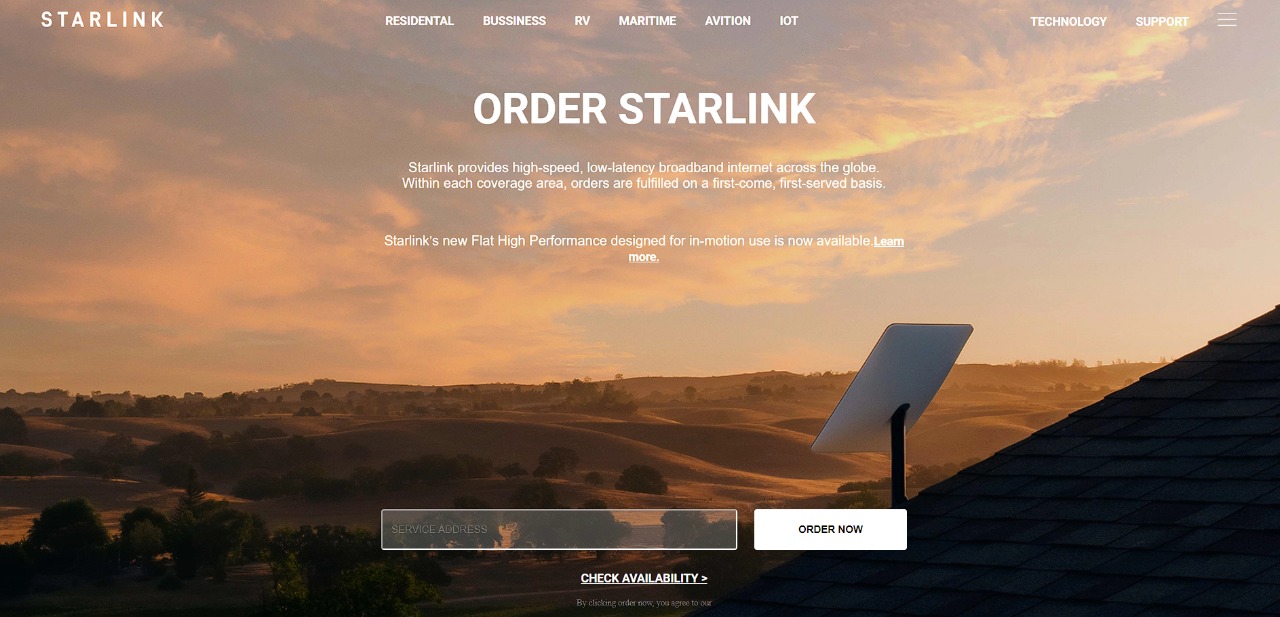 STARLINK
RESIDENTAL BUSSINESS RV MARITIME AVITION IOT
TECHNOLOGY SUPPORT
ORDER STARLINK
Starlink provides high-speed, low-latency broadband internet across the globe.
Within each coverage area, orders are fulfilled on a first-come, first-served basis.
Starlink's new Flat High Performance designed for in-motion use is now available.Learn
more.
SERVICE ADDRESS
ORDER NOW
CHECK AVAILABILITY >
By clicking order now, you agree to our